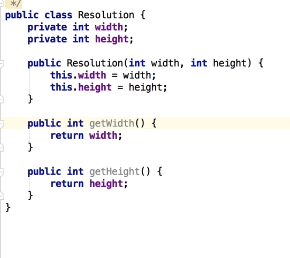 */
public class Resolution {
private int width;
private int height;
public Resolution(int width, int height) {
this.width = width;
this.height = height;
}
public int getWidth() {
return width;
}
public int getHeight() {
return height;
}
}